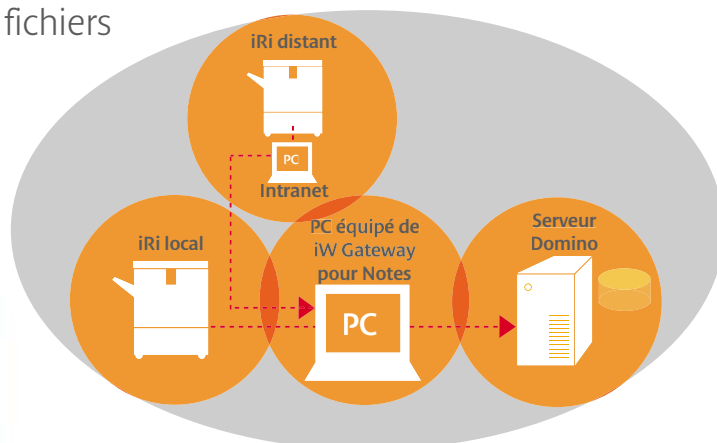 fichiers
iRi distant
PC
Intranet
iRi local
PC équipé de
iW Gateway
pour Notes
PC
Serveur
Domino